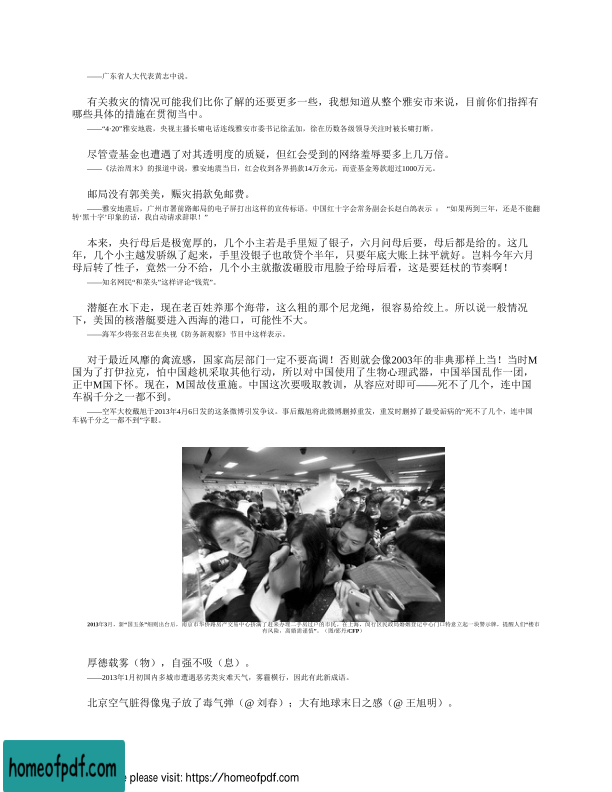 ——广东省人大代表黄志中说。
有关救灾的情况可能我们比你了解的还要更多一些，我想知道从整个雅安市来说，目前你们指挥有
哪些具体的措施在贯彻当中。
——“4·20”雅安地震。央视主播长啸电话连线雅安市委书记徐孟加，徐在历数各级领导关注时被长啸打断。
尽管壹基金也遭遇了对其透明度的质疑，但红会受到的网络羞辱要多上几万倍。
——《法治周末》的报道中说，雅安地震当日，红会收到各界捐款14万余元，而壹基金筹款超过1000万元。
邮局没有郭美美，赈灾捐款免邮费。
——雅安地震后，广州市署前路邮局的电子屏打出这样的宣传标语。中国红十字会常务副会长赵白鸽表示： “如果两到三年，还是不能翻
转‘黑十字’印象的话，我自动请求辞职！”
本来，央行母后是极宽厚的，几个小主若是手里短了银子，六月问母后要，母后都是给的。这几
年，几个小主越发骄纵了起来，手里没银子也敢贷个半年，只要年底大账上抹平就好。岂料今年六月
母后转了性子，竟然一分不给，几个小主就撒泼砸股市甩脸子给母后看，这是要廷杖的节奏啊！
——知名网民“和菜头”这样评论“钱荒”。
潜艇在水下走，现在老百姓养那个海带，这么粗的那个尼龙绳，很容易给绞上。所以说一般情况
下，美国的核潜艇要进入西海的港口，可能性不大。
——海军少将张召忠在央视《防务新观察》节目中这样表示。
对于最近风靡的禽流感，国家高层部门一定不要高调！否则就会像2003年的非典那样上当！当时M
国为了打伊拉克，怕中国趁机采取其他行动，所以对中国使用了生物心理武器，中国举国乱作一团，
正中M国下怀。现在，M国故伎重施。中国这次要吸取教训，从容应对即可——死不了几个，连中国
车祸千分之一都不到。
——空军大校戴旭于2013年4月6日发的这条微博引发争议。事后戴旭将此微博删掉重发，重发时删掉了最受诟病的“死不了几个，连中国
车祸千分之一都不到”字眼。
2013年3月，新“国五条”细则出台后，南京市华侨路房产交易中心挤满了赶来办理二手房过户的市民。在上海，闵行区民政局婚姻登记中心门口特意立起一块警示牌，提醒人们“楼市
有风险，离婚需谨慎”。（图/郁丹/CFP）
厚德载雾（物），自强不吸（息）。
——2013年1月初国内多城市遭遇恶劣类灾难天气，雾霾横行，因此有此新成语。
北京空气脏得像鬼子放了毒气弹（@ 刘春）；大有地球末日之感（@ 王旭明）。
homeofpdf.com
e please visit: https://homeofpdf.com